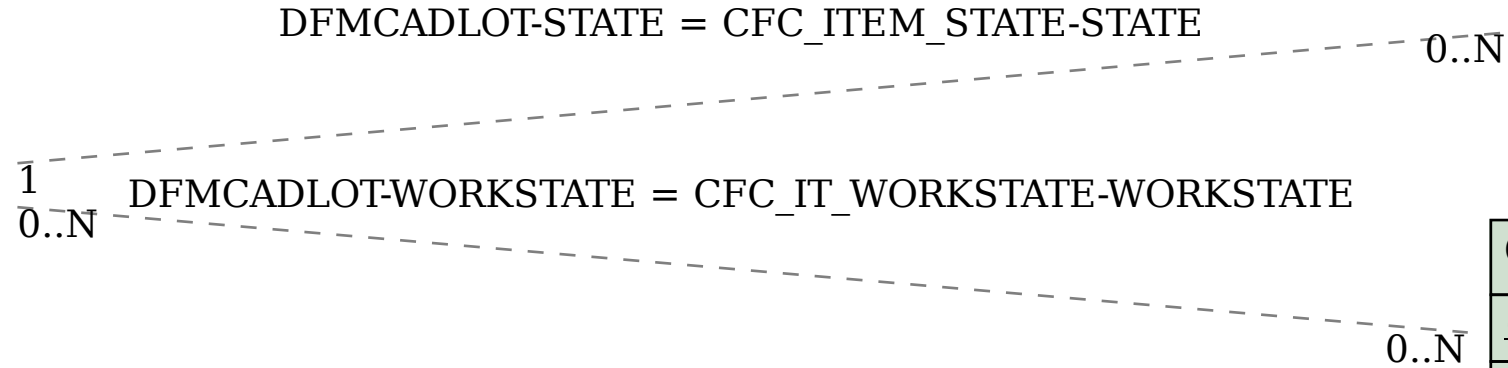 DFMCADLOT-STATE = CFC_ITEM_STATE-STATE
0..N
1
DFMCADLOT-WORKSTATE = CFC_IT_WORKSTATE-WORKSTATE
0..N
0..N